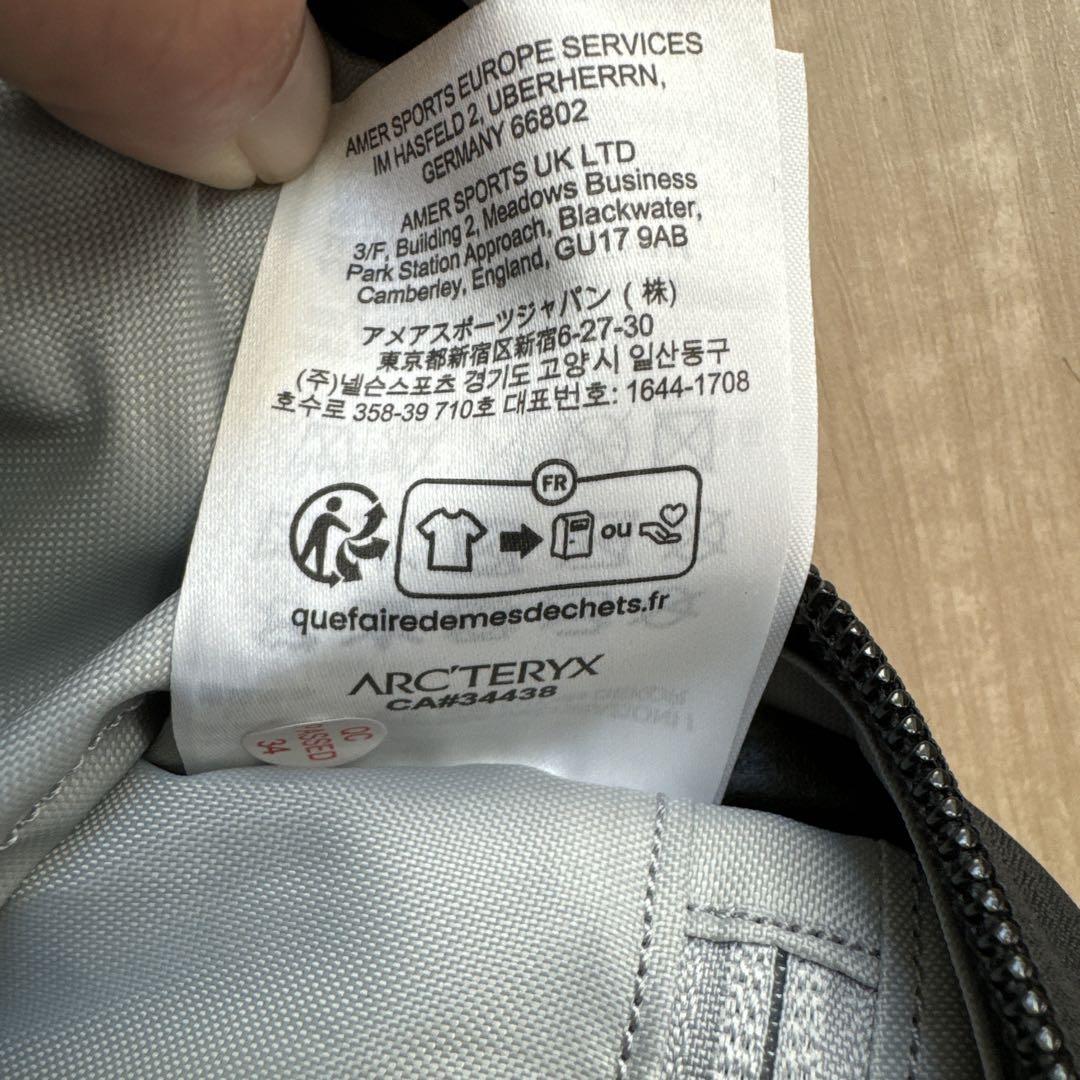 AMER SPORTS EUROPE SERVICES
IM HASFELD 2, UBERHERRN,
GERMANY 66802
AMER SPORTS UK LTD
3/F, Building 2, Meadows Business
Park Station Approach, Blackwater,
Camberley, England, GU17 9AB
アメアスポーツジャパン (株)
東京都新宿区新宿6-27-30
(주)넬슨스포츠 경기도 고양시 일산동구
호수로 358-39 710호 대표번호: 1644-1708
FR
ou
quefairedemesdechets.fr
ARC'TERYX
CA#34438
QC
PASSED
34